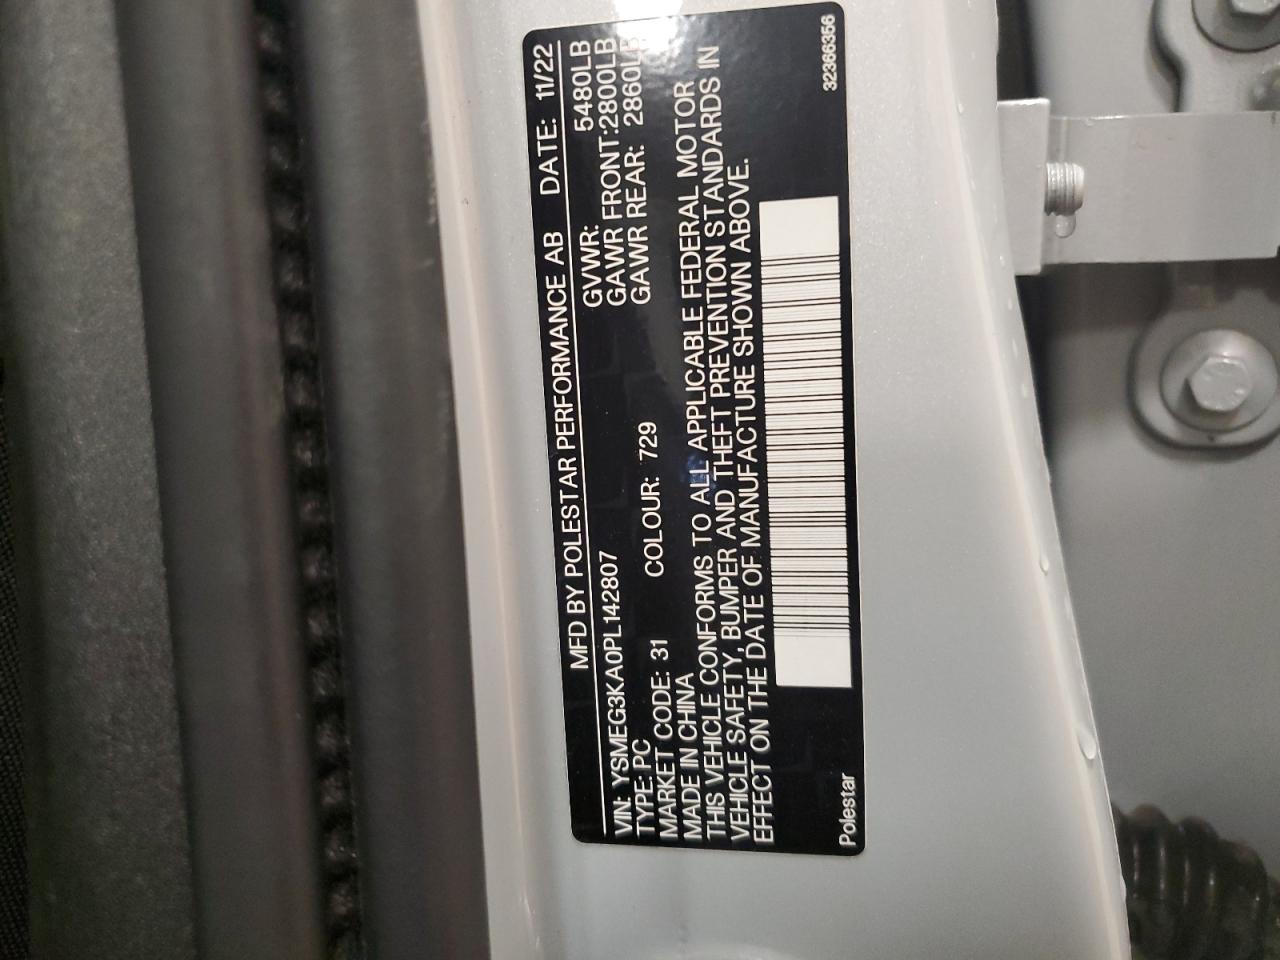 MFD BY POLESTAR PERFORMANCE AB DATE: 11/22
VIN: YSMEG3KA0PL142807 GVWR: 5480LB
TYPE: PC GAWR FRONT:2800LB
MARKET CODE: 31 COLOUR: 729 GAWR REAR: 2860LB
MADE IN CHINA
THIS VEHICLE CONFORMS TO ALL APPLICABLE FEDERAL MOTOR
VEHICLE SAFETY, BUMPER AND THEFT PREVENTION STANDARDS IN
EFFECT ON THE DATE OF MANUFACTURE SHOWN ABOVE.
Polestar 32366356